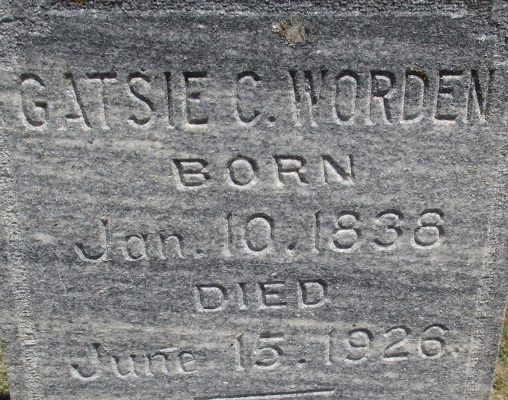 GATSIE C. WORDEN
BORN
Jan. 10. 1838
DIED
June 15. 1926.